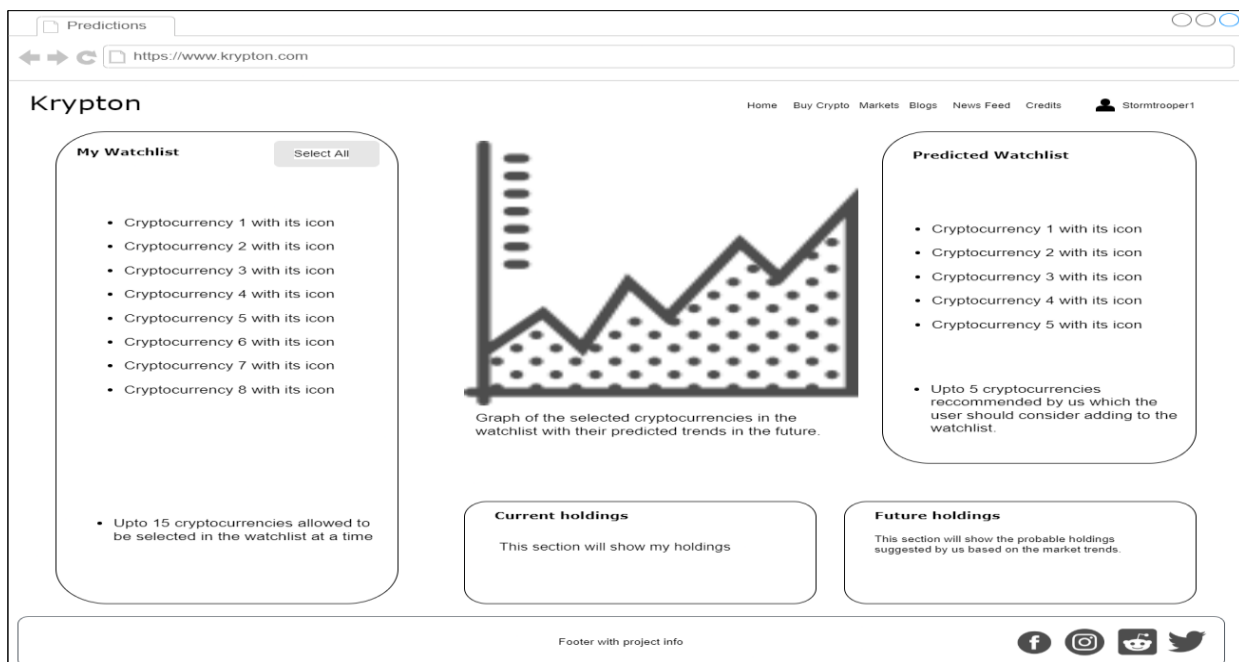 Predictions
https://www.krypton.com
Krypton
Home Buy Crypto Markets Blogs News Feed Credits Stormtrooper1
My Watchlist
Select All
Cryptocurrency 1 with its icon
Cryptocurrency 2 with its icon
Cryptocurrency 3 with its icon
Cryptocurrency 4 with its icon
Cryptocurrency 5 with its icon
Cryptocurrency 6 with its icon
Cryptocurrency 7 with its icon
Cryptocurrency 8 with its icon
Upto 15 cryptocurrencies allowed to
be selected in the watchlist at a time
Graph of the selected cryptocurrencies in the
watchlist with their predicted trends in the future.
Predicted Watchlist
Cryptocurrency 1 with its icon
Cryptocurrency 2 with its icon
Cryptocurrency 3 with its icon
Cryptocurrency 4 with its icon
Cryptocurrency 5 with its icon
Upto 5 cryptocurrencies
reccommended by us which the
user should consider adding to the
watchlist.
Current holdings
This section will show my holdings
Future holdings
This section will show the probable holdings
suggested by us based on the market trends.
Footer with project info